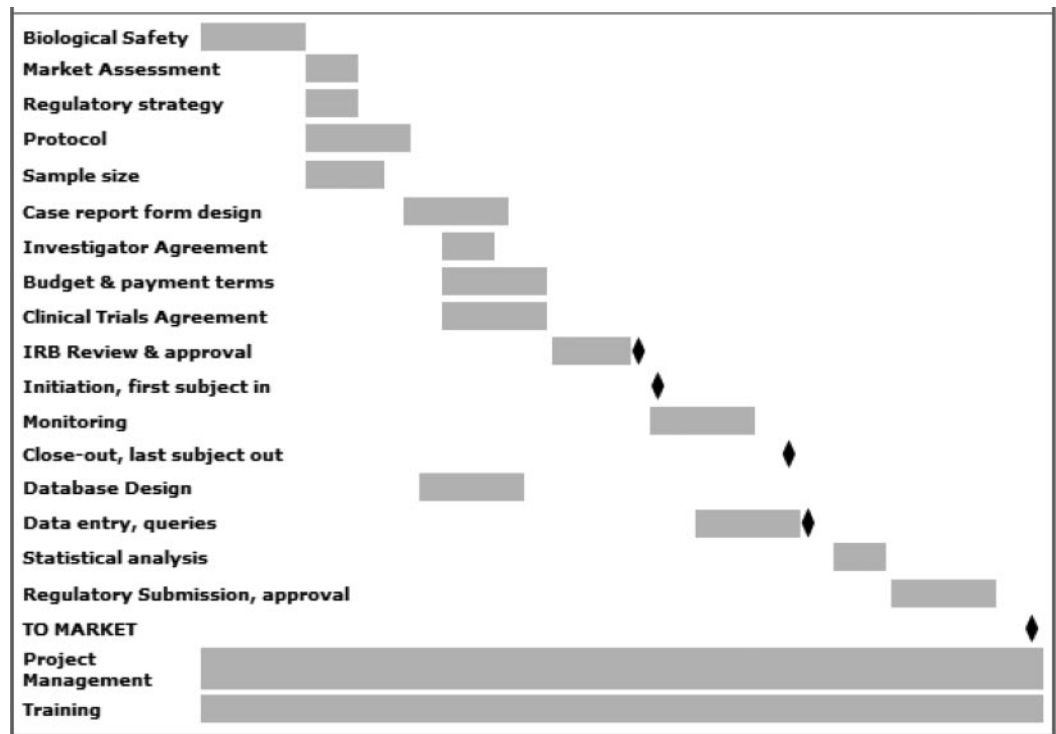 Biological Safety
Market Assessment
Regulatory strategy
Protocol
Sample size
Case report form design
Investigator Agreement
Budget & payment terms
Clinical Trials Agreement
IRB Review & approval
Initiation, first subject in
Monitoring
Close-out, last subject out
Database Design
Data entry, queries
Statistical analysis
Regulatory Submission, approval
TO MARKET
Project
Management
Training